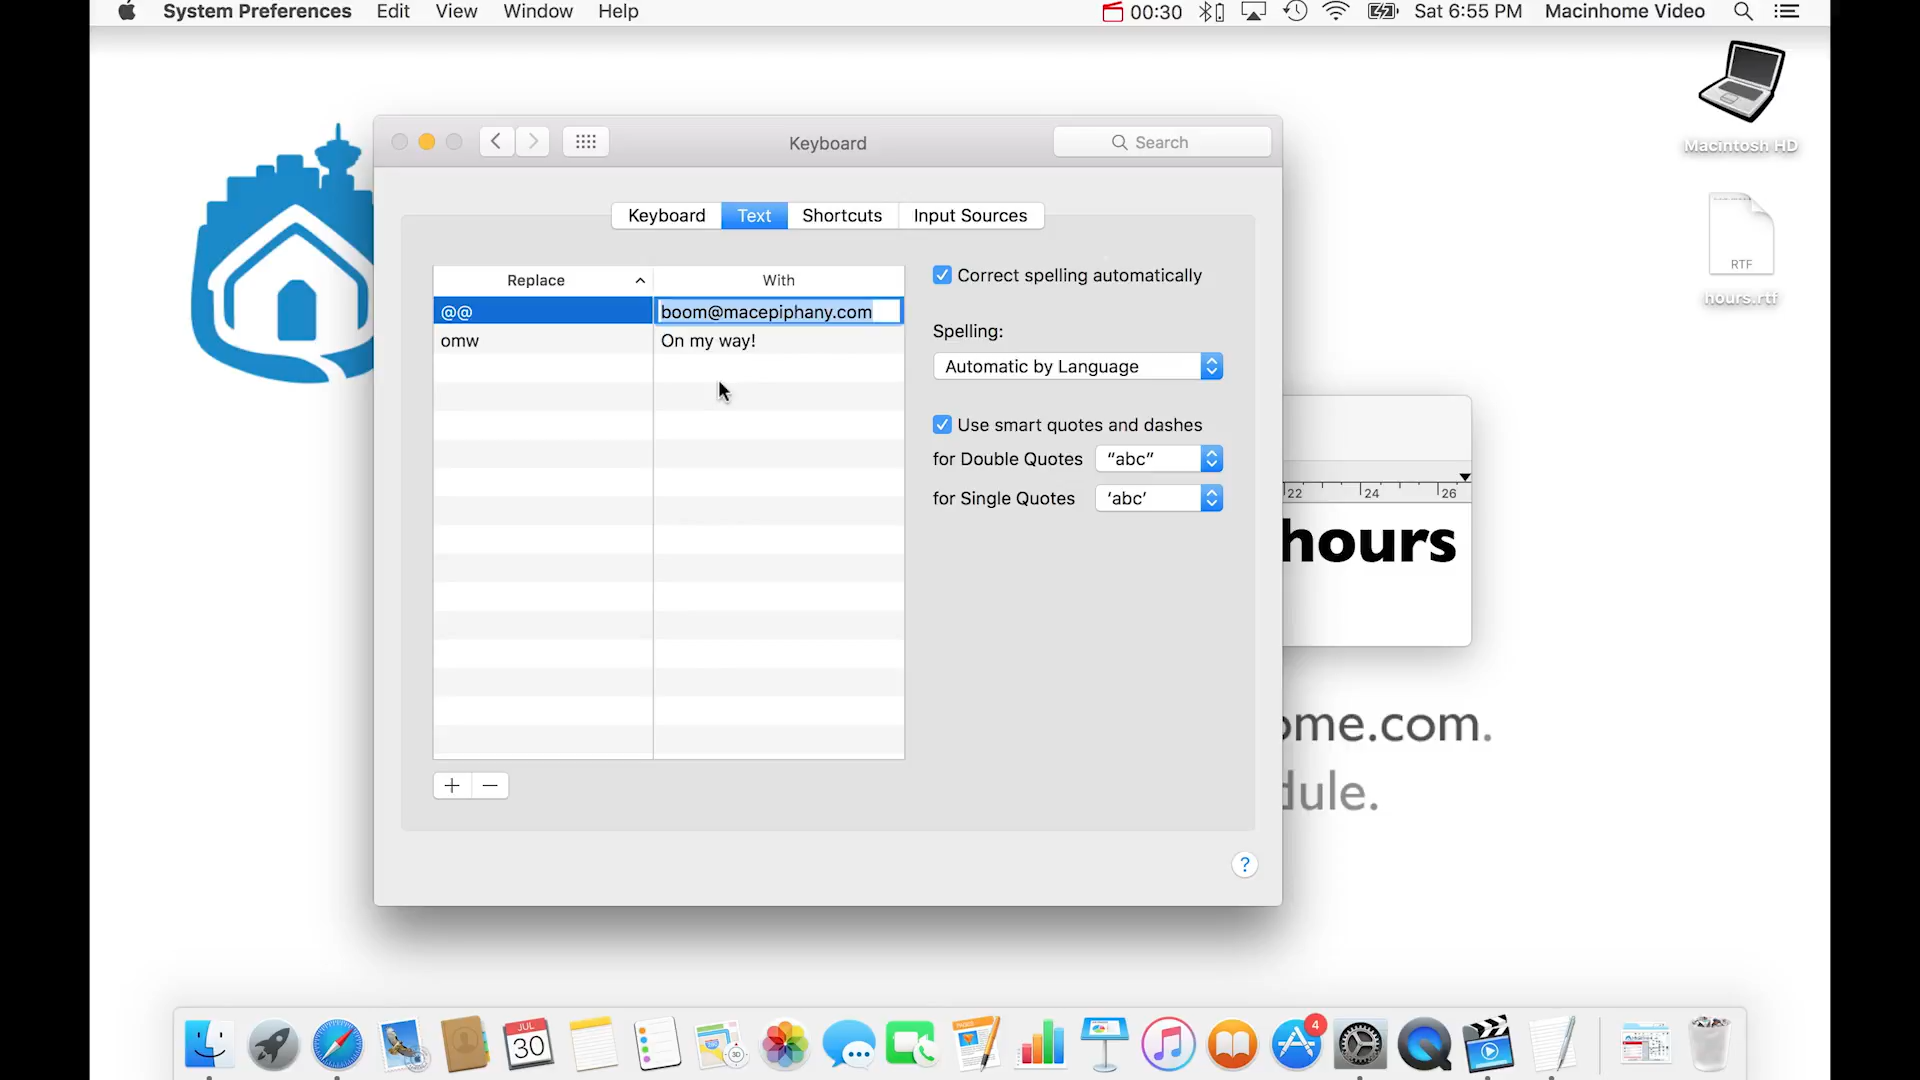 System Preferences Edit View Window Help 00:30 Sat 6:55 PM Macinhome Video
Macintosh HD
RTF
hours.rtf
Keyboard
Search
Keyboard Text Shortcuts Input Sources
Replace With
@@ boom@macepiphany.com
omw On my way!
Correct spelling automatically
Spelling:
Automatic by Language
Use smart quotes and dashes
for Double Quotes “abc”
for Single Quotes ‘abc’
+ −
?
22 24 26
hours
ome.com.
dule.
JUL
30
PAGES
4